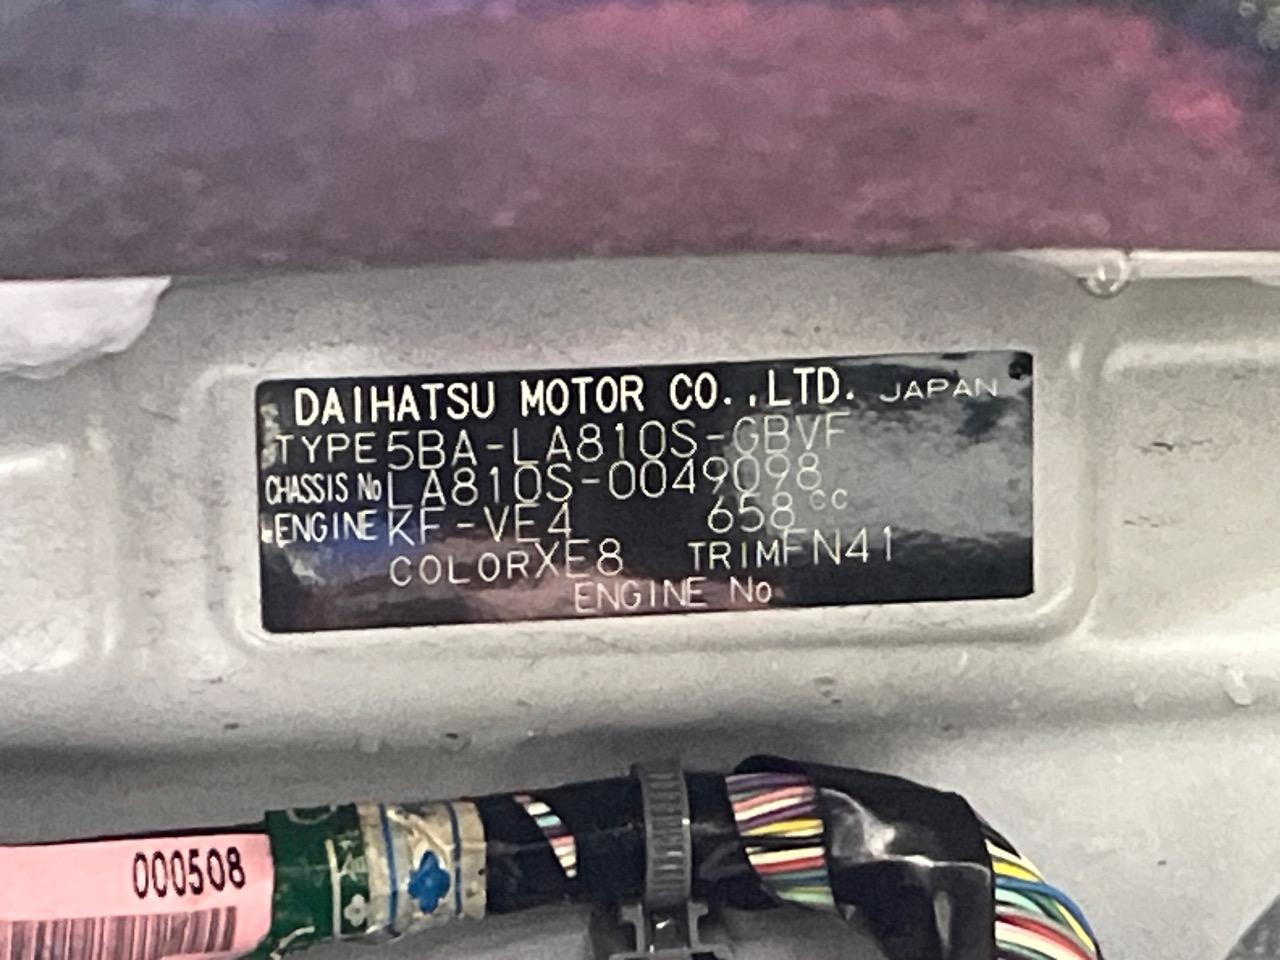 DAIHATSU MOTOR CO.,LTD. JAPAN
TYPE 5BA-LA810S-GBVF
CHASSIS No LA810S-0049098
ENGINE KF-VE4 658cc
COLOR XE8 TRIM FN41
ENGINE No
000508